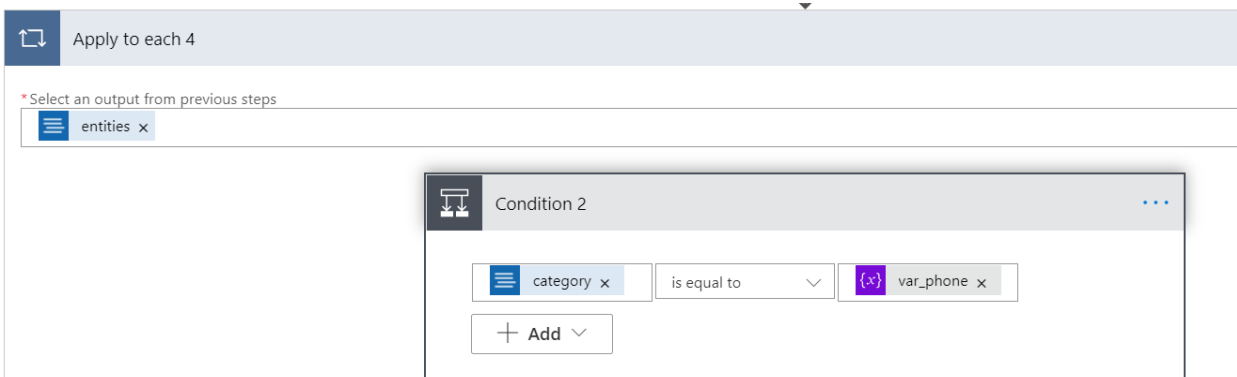 Apply to each 4
* Select an output from previous steps
entities ×
Condition 2
...
category × is equal to {x} var_phone ×
+ Add